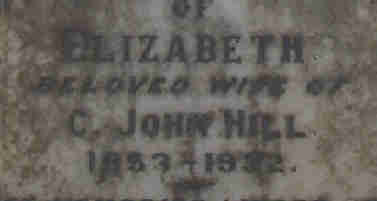 OF
ELIZABETH
BELOVED WIFE OF
C. JOHN HILL
1853-1932.